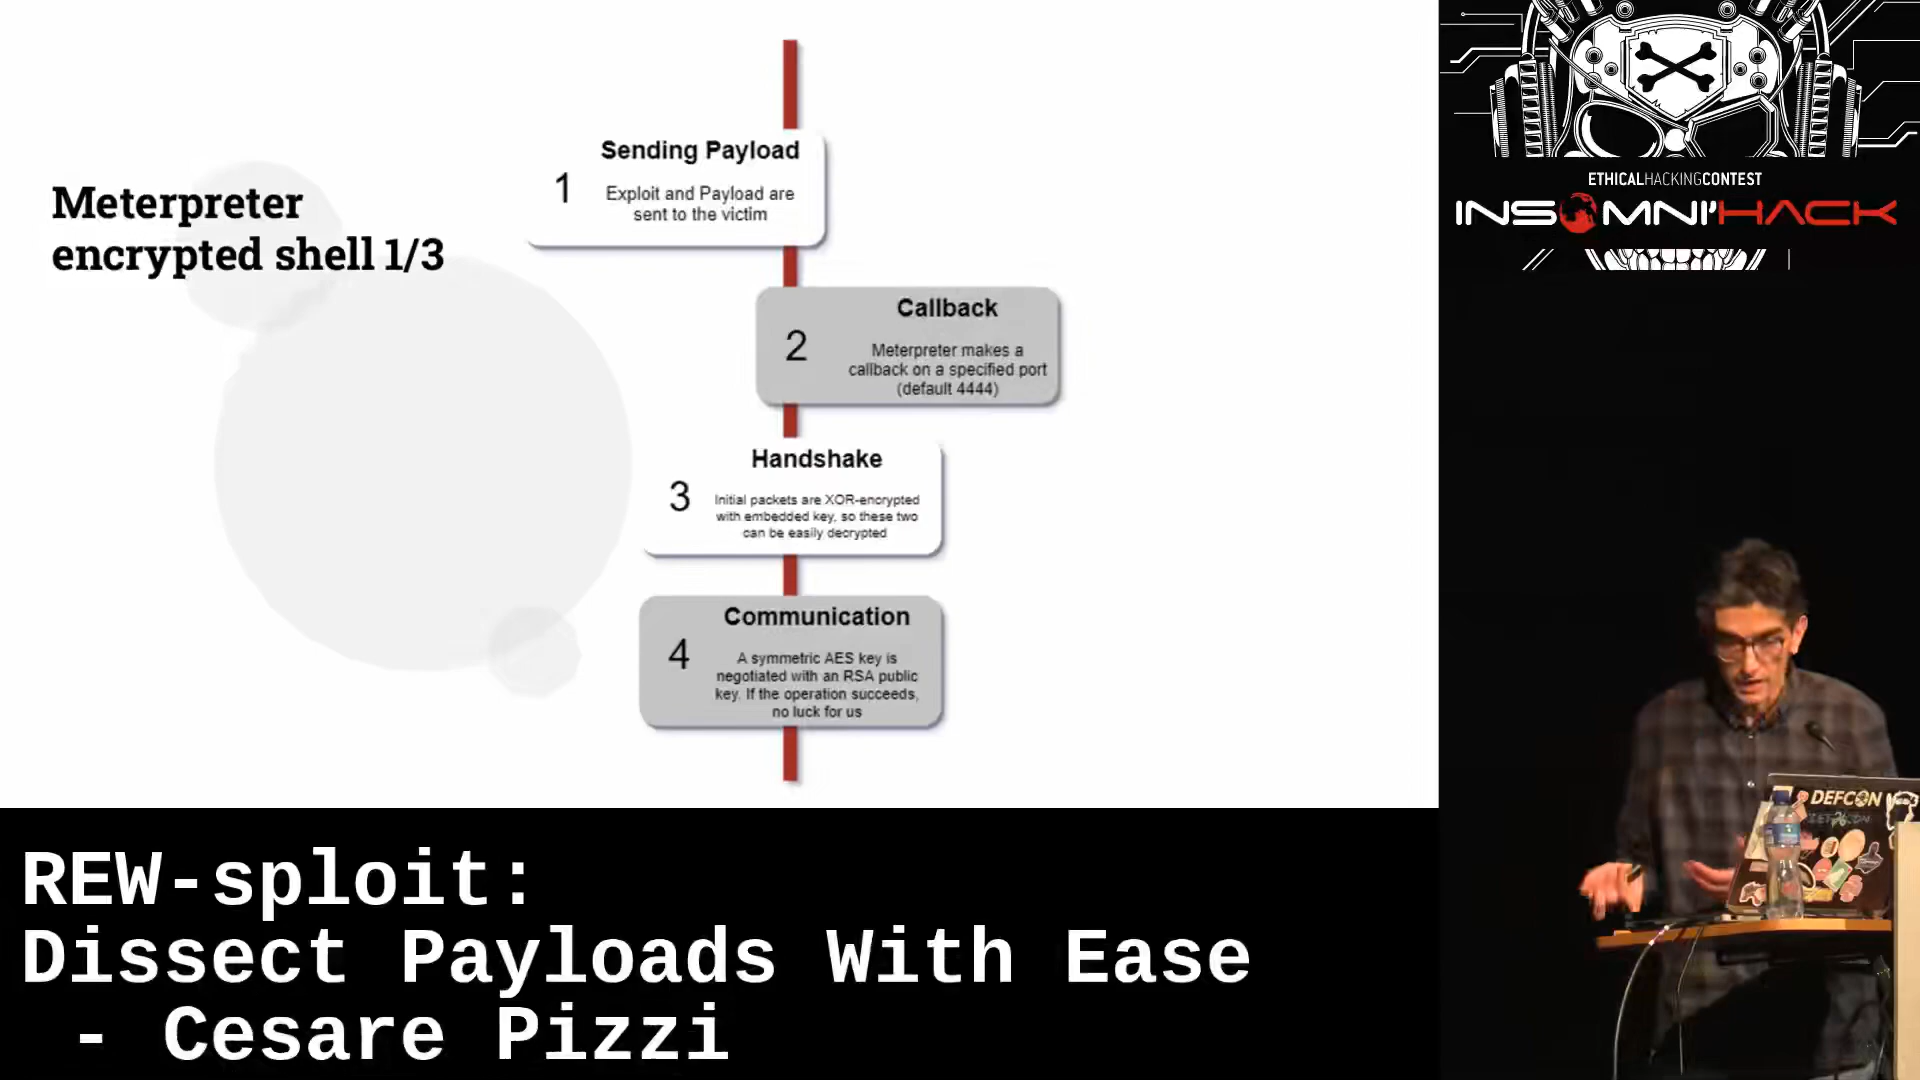 Meterpreter
encrypted shell 1/3
Sending Payload
1
Exploit and Payload are
sent to the victim
Callback
2
Meterpreter makes a
callback on a specified port
(default 4444)
Handshake
3
Initial packets are XOR-encrypted
with embedded key, so these two
can be easily decrypted
Communication
4
A symmetric AES key is
negotiated with an RSA public
key. If the operation succeeds,
no luck for us
ETHICALHACKINGCONTEST
INSOMNI'HACK
DEFCON
REW-sploit:
Dissect Payloads With Ease
- Cesare Pizzi